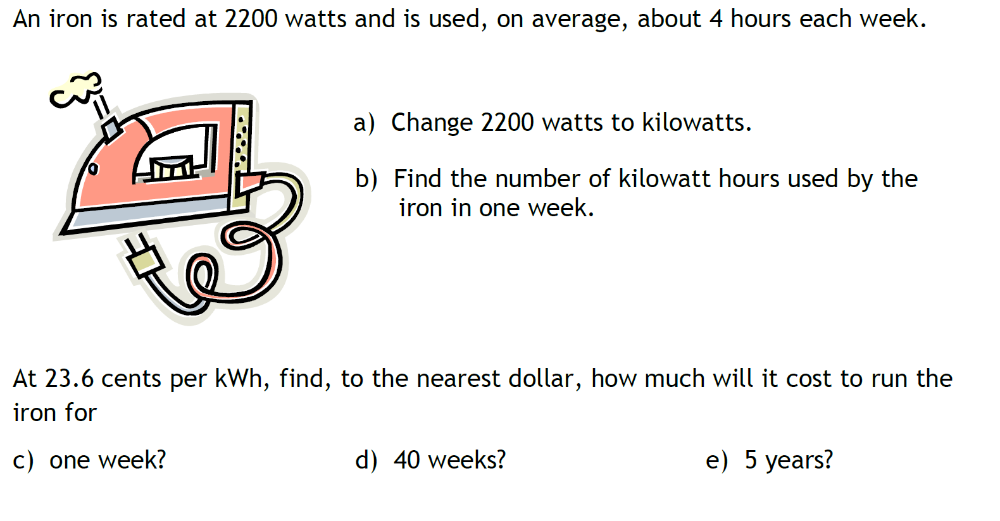 An iron is rated at 2200 watts and is used, on average, about 4 hours each week.
a) Change 2200 watts to kilowatts.
b) Find the number of kilowatt hours used by the
iron in one week.
At 23.6 cents per kWh, find, to the nearest dollar, how much will it cost to run the
iron for
c) one week?
d) 40 weeks?
e) 5 years?